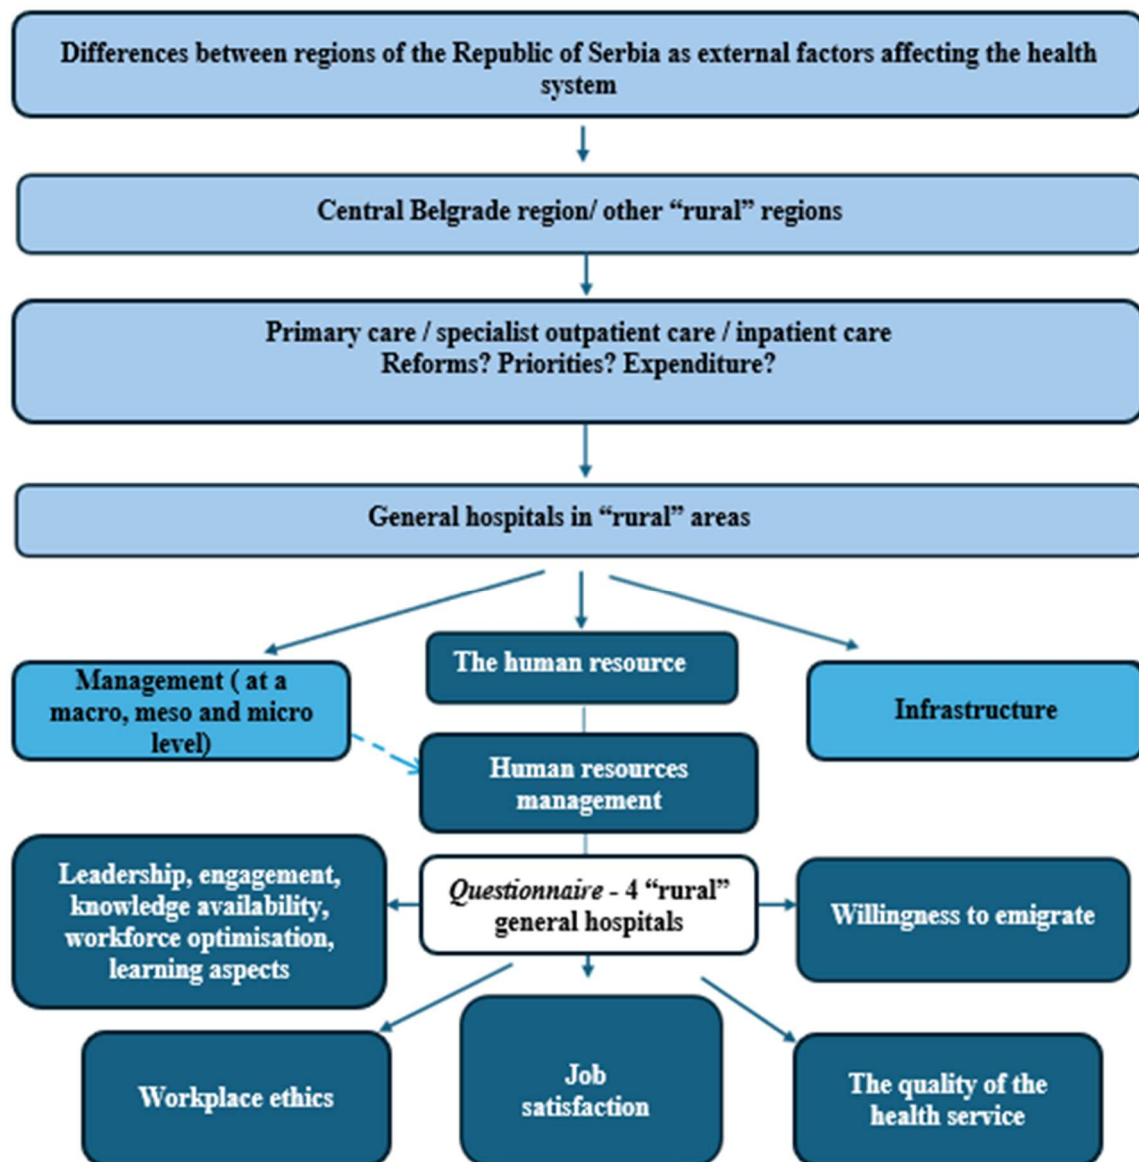 Differences between regions of the Republic of Serbia as external factors affecting the health
system
Central Belgrade region/ other “rural” regions
Primary care / specialist outpatient care / inpatient care
Reforms? Priorities? Expenditure?
General hospitals in “rural” areas
Management ( at a
macro, meso and micro
level)
The human resource
Infrastructure
Human resources
management
Leadership, engagement,
knowledge availability,
workforce optimisation,
learning aspects
Questionnaire - 4 “rural”
general hospitals
Willingness to emigrate
Workplace ethics
Job
satisfaction
The quality of the
health service